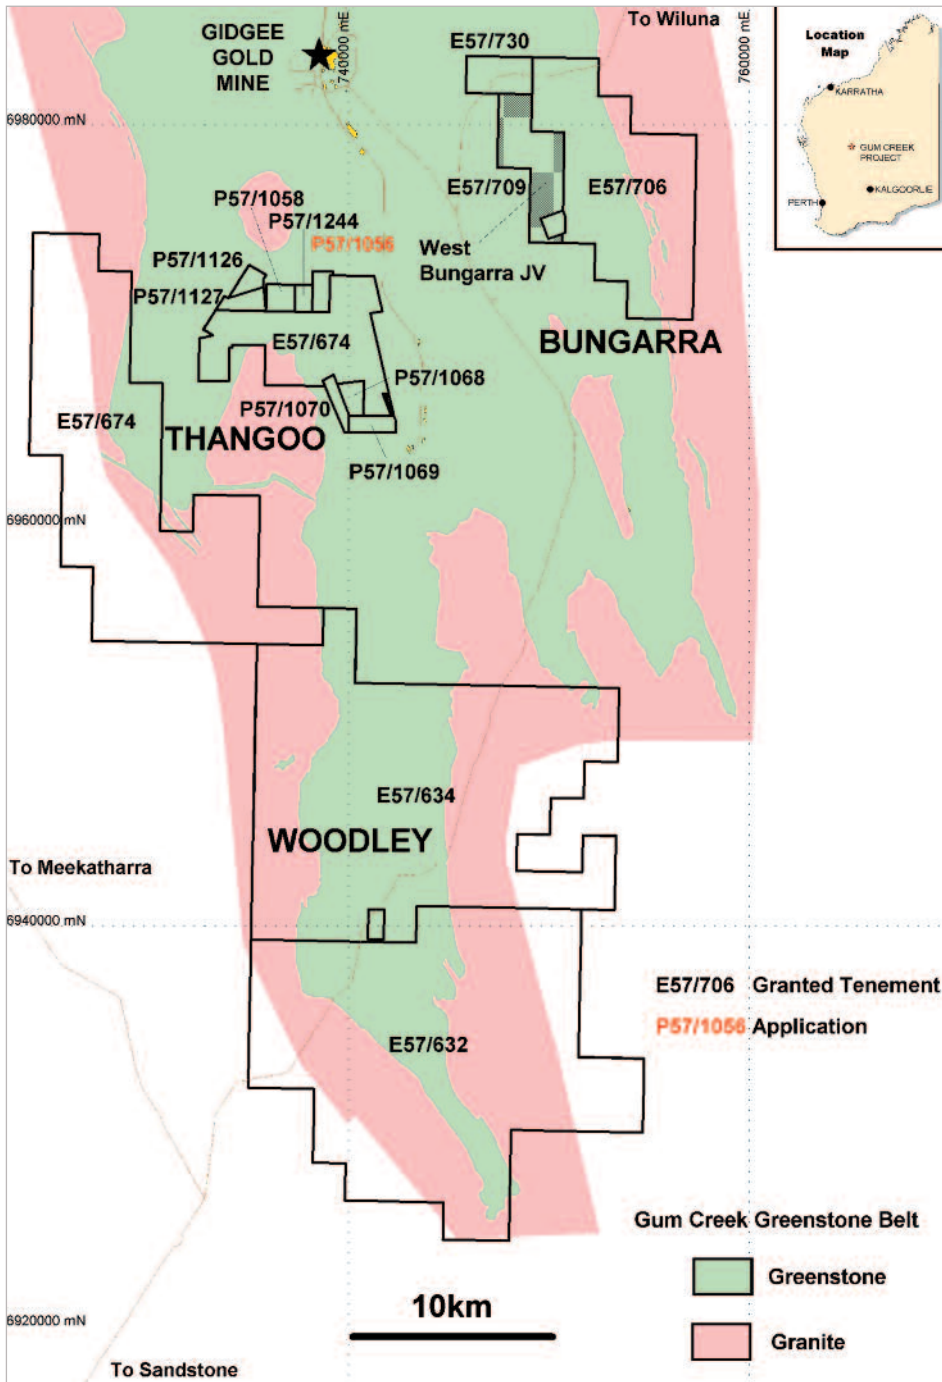 To Wiluna
GIDGEE
GOLD
MINE
740000 mE
E57/730
760000 mE
Location
Map
KARRATHA
GUM CREEK
PROJECT
KALGOORLIE
PERTH
6980000 mN
E57/709
E57/706
P57/1058
P57/1244
P57/1056
West
Bungarra JV
P57/1126
P57/1127
E57/674
BUNGARRA
P57/1068
P57/1070
E57/674
THANGOO
P57/1069
6960000 mN
E57/634
WOODLEY
To Meekatharra
6940000 mN
E57/706 Granted Tenement
P57/1056 Application
E57/632
Gum Creek Greenstone Belt
Greenstone
10km
6920000 mN
Granite
To Sandstone